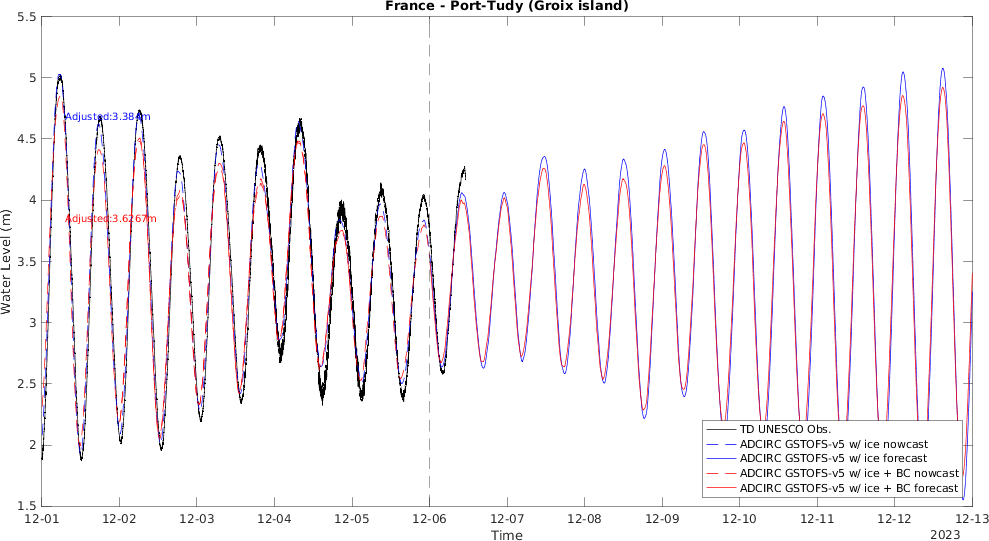 France - Port-Tudy (Groix island)
5.5
5
4.5
4
3.5
3
2.5
2
1.5
Water Level (m)
Adjusted:3.384m
Adjusted:3.6267m
TD UNESCO Obs.
ADCIRC GSTOFS-v5 w/ ice nowcast
ADCIRC GSTOFS-v5 w/ ice forecast
ADCIRC GSTOFS-v5 w/ ice + BC nowcast
ADCIRC GSTOFS-v5 w/ ice + BC forecast
12-01 12-02 12-03 12-04 12-05 12-06 12-07 12-08 12-09 12-10 12-11 12-12 12-13
Time
2023